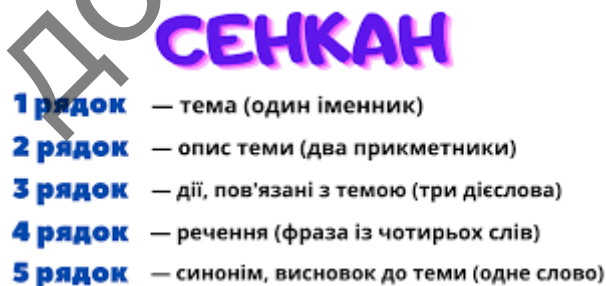 СЕНКАН
1 рядок — тема (один іменник)
2 рядок — опис теми (два прикметники)
3 рядок — дії, пов'язані з темою (три дієслова)
4 рядок — речення (фраза із чотирьох слів)
5 рядок — синонім, висновок до теми (одне слово)